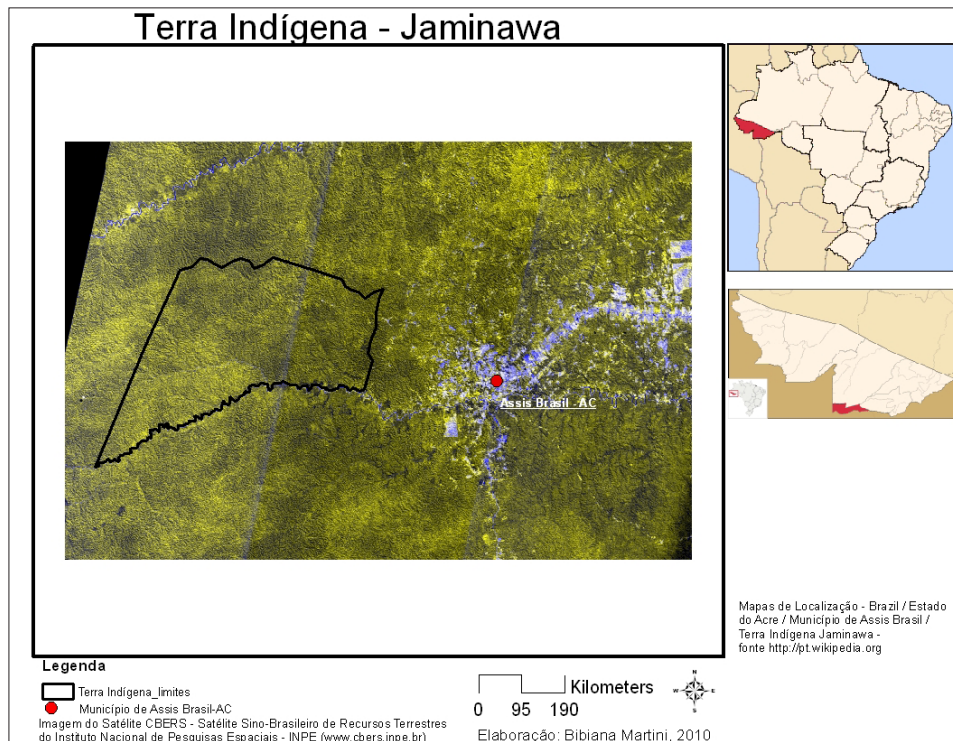 Terra Indígena - Jaminawa
Assis Brasil - AC
Mapas de Localização - Brazil / Estado
do Acre / Município de Assis Brasil /
Terra Indígena Jaminawa -
fonte http://pt.wikipedia.org
Legenda
Terra Indígena_limites
Município de Assis Brasil-AC
Imagem do Satélite CBERS - Satélite Sino-Brasileiro de Recursos Terrestres
do Instituto Nacional de Pesquisas Espaciais - INPE (www.cbers.inpe.br)
Kilometers
0 95 190
N
W E
S
Elaboração: Bibiana Martini, 2010